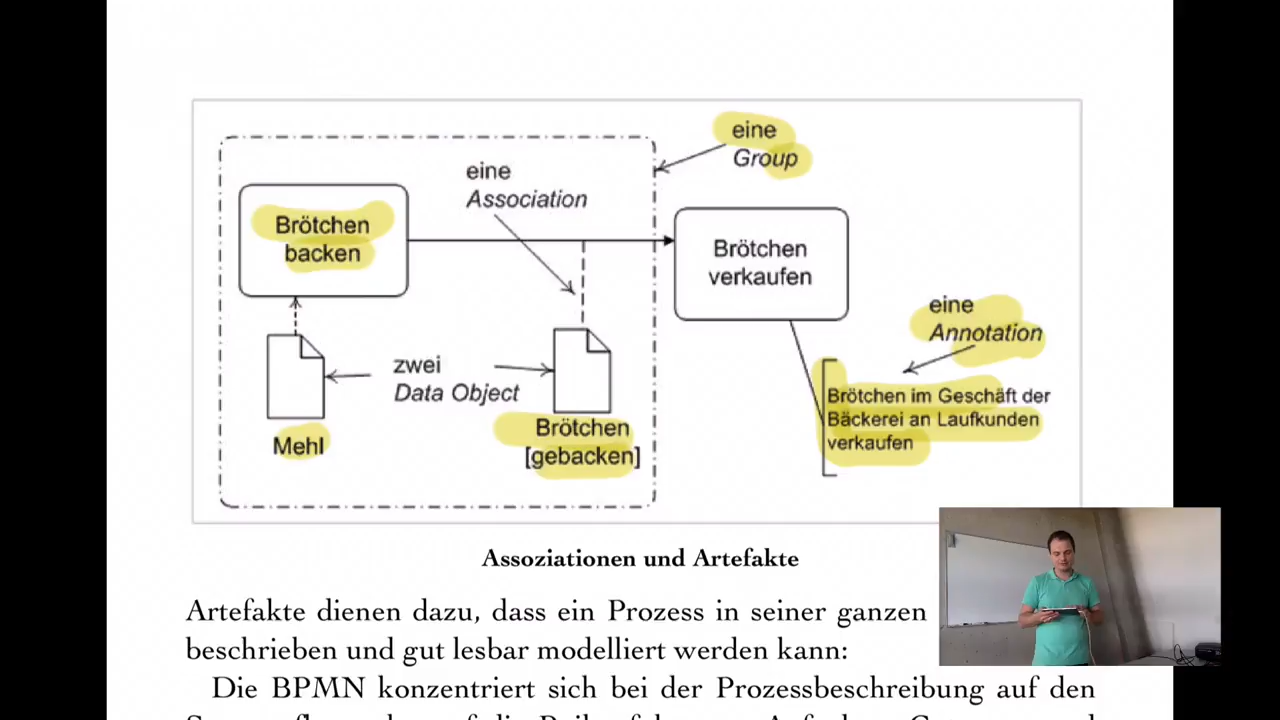 eine
Group
eine
Association
Brötchen
backen
Brötchen
verkaufen
eine
Annotation
zwei
Data Object
Brötchen im Geschäft der
Bäckerei an Laufkunden
verkaufen
Mehl
Brötchen
[gebacken]
Assoziationen und Artefakte
Artefakte dienen dazu, dass ein Prozess in seiner ganzen
beschrieben und gut lesbar modelliert werden kann:
Die BPMN konzentriert sich bei der Prozessbeschreibung auf den